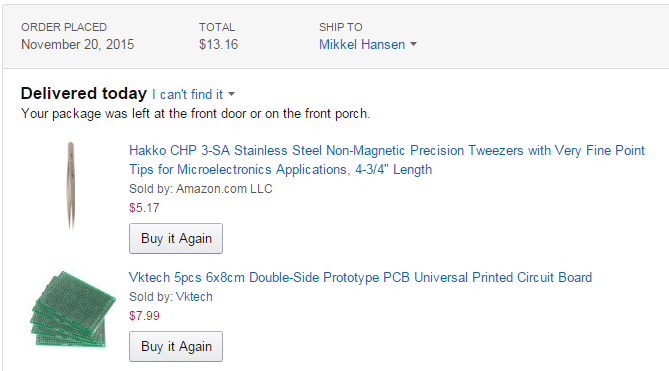 ORDER PLACED
November 20, 2015
TOTAL
$13.16
SHIP TO
Mikkel Hansen
Delivered today I can't find it
Your package was left at the front door or on the front porch.
Hakko CHP 3-SA Stainless Steel Non-Magnetic Precision Tweezers with Very Fine Point
Tips for Microelectronics Applications, 4-3/4" Length
Sold by: Amazon.com LLC
$5.17
Buy it Again
Vktech 5pcs 6x8cm Double-Side Prototype PCB Universal Printed Circuit Board
Sold by: Vktech
$7.99
Buy it Again